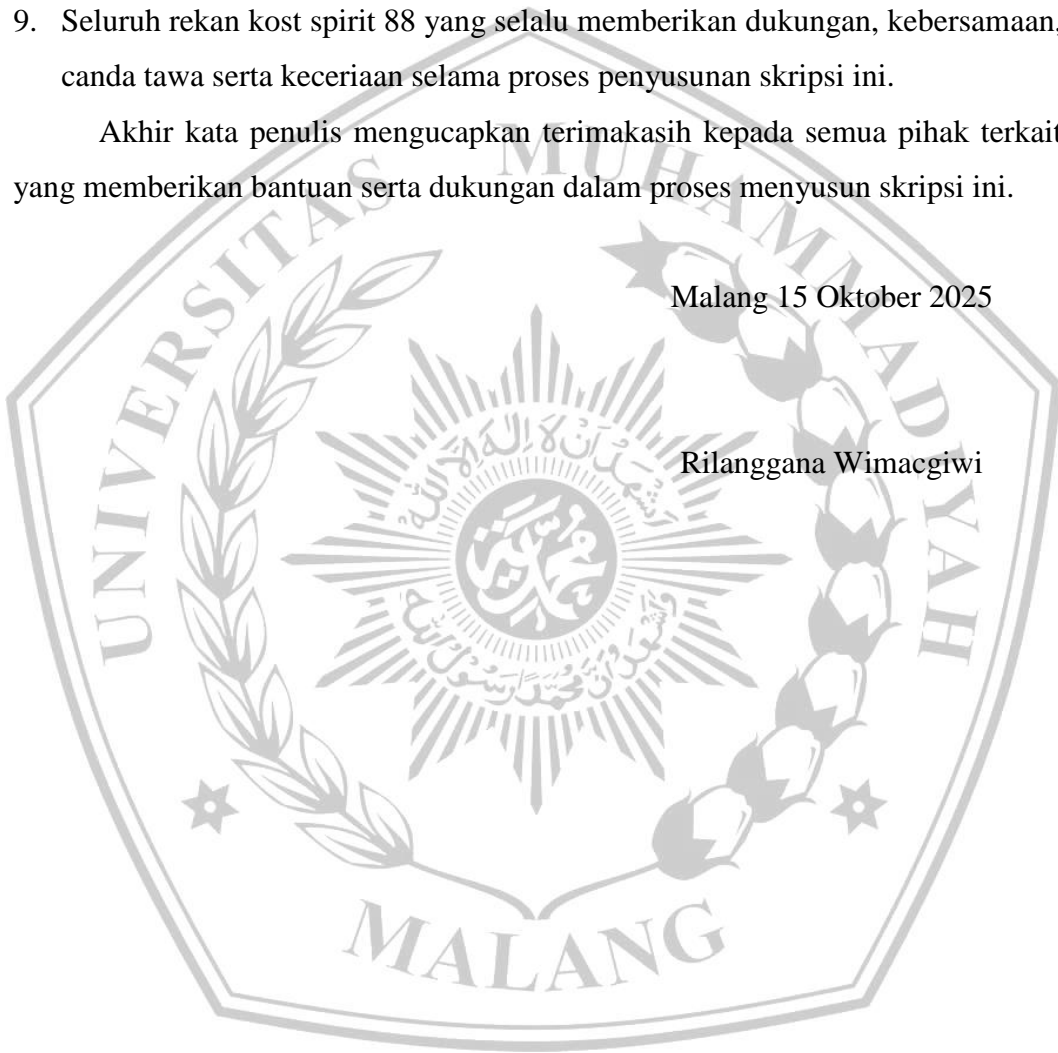 9. Seluruh rekan kost spirit 88 yang selalu memberikan dukungan, kebersamaan,
canda tawa serta keceriaan selama proses penyusunan skripsi ini.
Akhir kata penulis mengucapkan terimakasih kepada semua pihak terkait
yang memberikan bantuan serta dukungan dalam proses menyusun skripsi ini.
Malang 15 Oktober 2025
Rilanggana Wimacgiwi
UNIVERSITAS MUHAMMADIYAH
MALANG